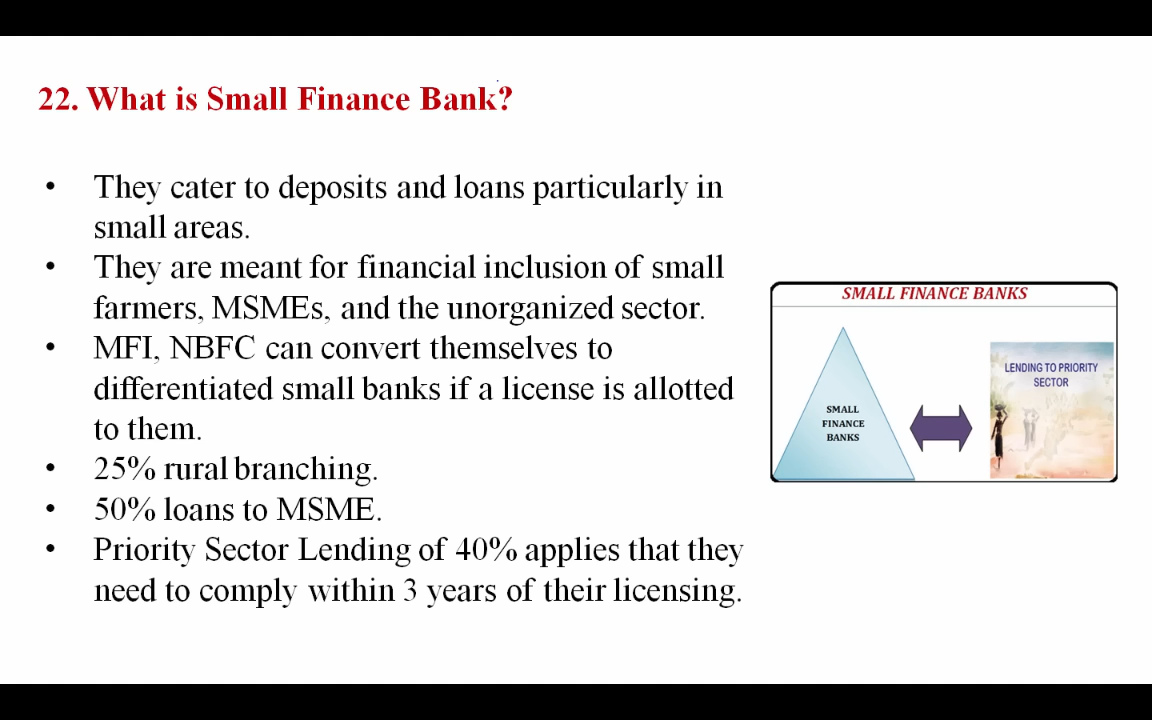 22. What is Small Finance Bank?
• They cater to deposits and loans particularly in
small areas.
• They are meant for financial inclusion of small
farmers, MSMEs, and the unorganized sector.
• MFI, NBFC can convert themselves to
differentiated small banks if a license is allotted
to them.
• 25% rural branching.
• 50% loans to MSME.
• Priority Sector Lending of 40% applies that they
need to comply within 3 years of their licensing.
SMALL FINANCE BANKS
SMALL
FINANCE
BANKS
LENDING TO PRIORITY
SECTOR